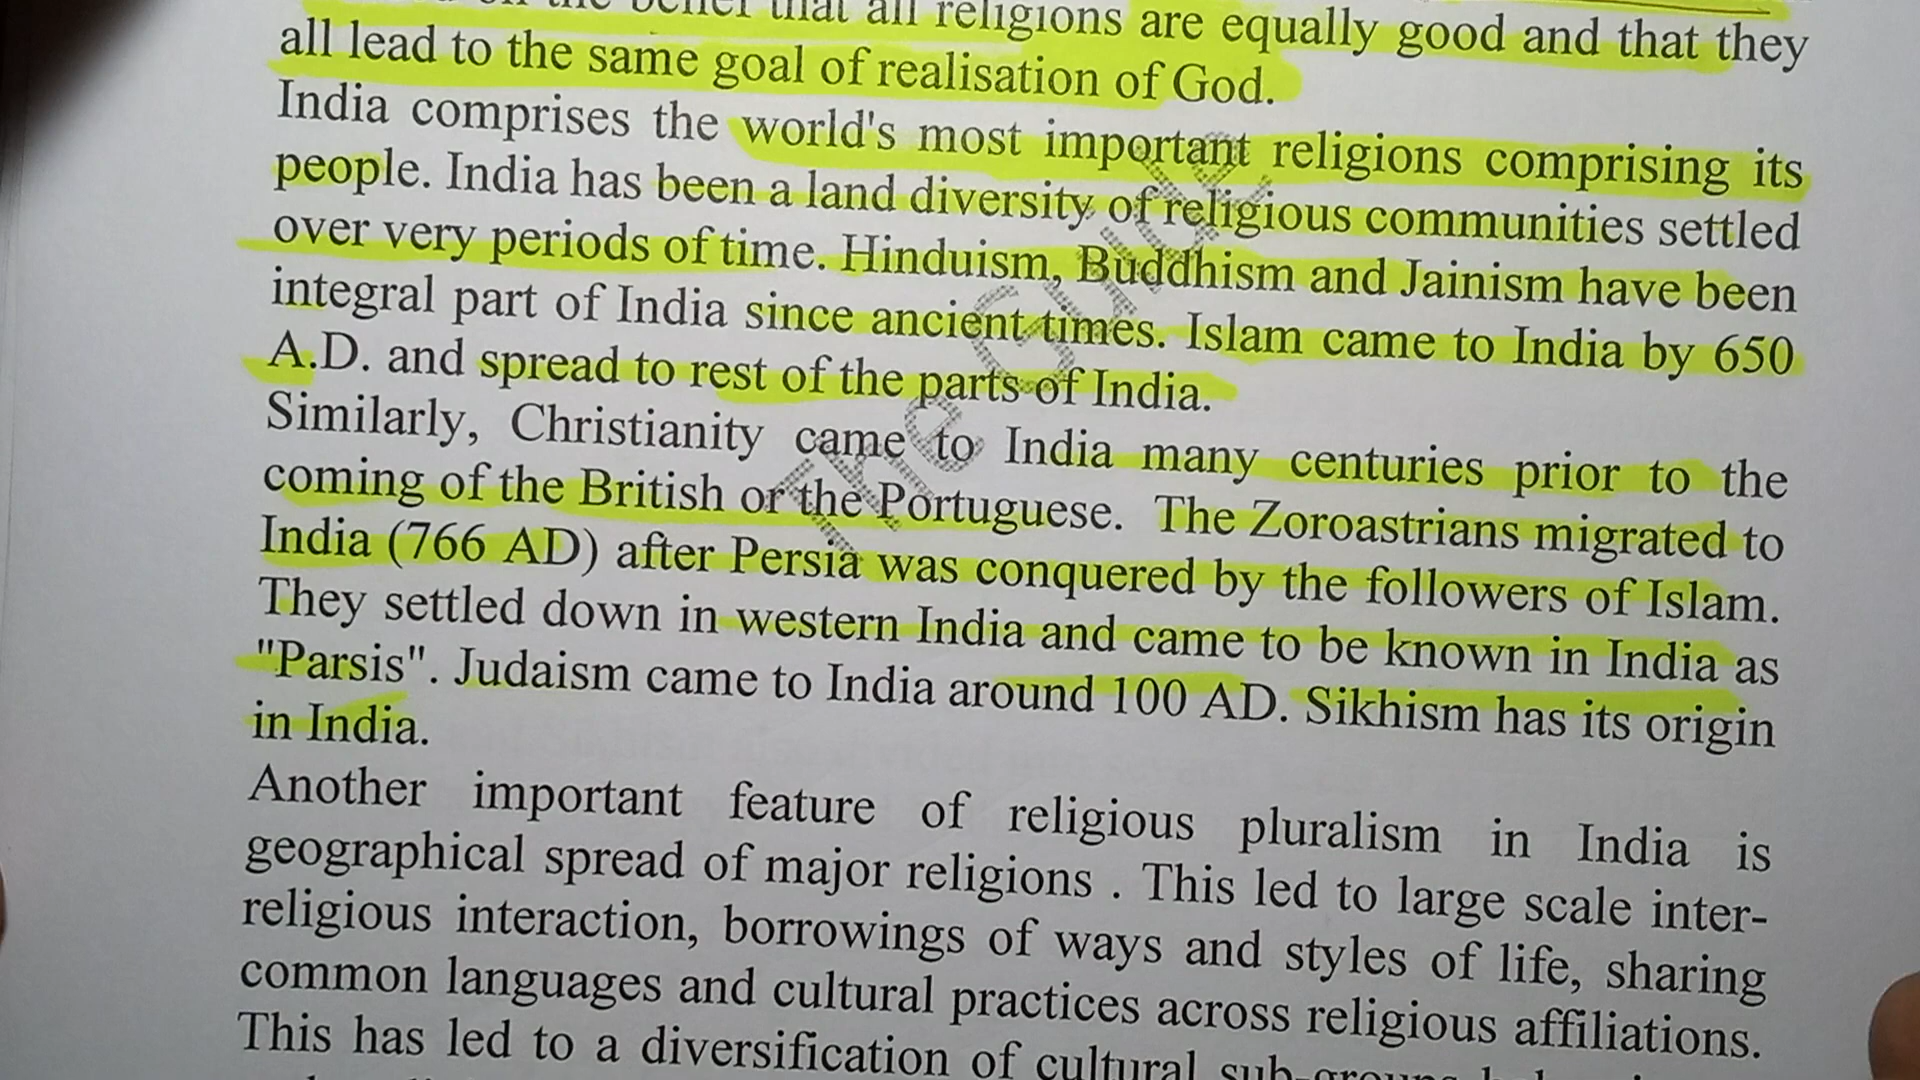 the belief that all religions are equally good and that they
all lead to the same goal of realisation of God.
India comprises the world's most important religions comprising its
people. India has been a land diversity of religious communities settled
over very periods of time. Hinduism, Buddhism and Jainism have been
integral part of India since ancient times. Islam came to India by 650
A.D. and spread to rest of the parts of India.
Similarly, Christianity came to India many centuries prior to the
coming of the British or the Portuguese. The Zoroastrians migrated to
India (766 AD) after Persia was conquered by the followers of Islam.
They settled down in western India and came to be known in India as
"Parsis". Judaism came to India around 100 AD. Sikhism has its origin
in India.
Another important feature of religious pluralism in India is
geographical spread of major religions . This led to large scale inter-
religious interaction, borrowings of ways and styles of life, sharing
common languages and cultural practices across religious affiliations.
This has led to a diversification of cultural sub-groups